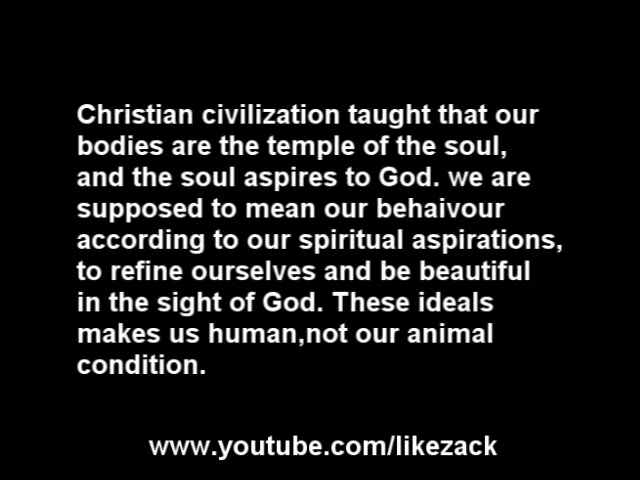 Christian civilization taught that our
bodies are the temple of the soul,
and the soul aspires to God. we are
supposed to mean our behaivour
according to our spiritual aspirations,
to refine ourselves and be beautiful
in the sight of God. These ideals
makes us human,not our animal
condition.
www.youtube.com/likezack